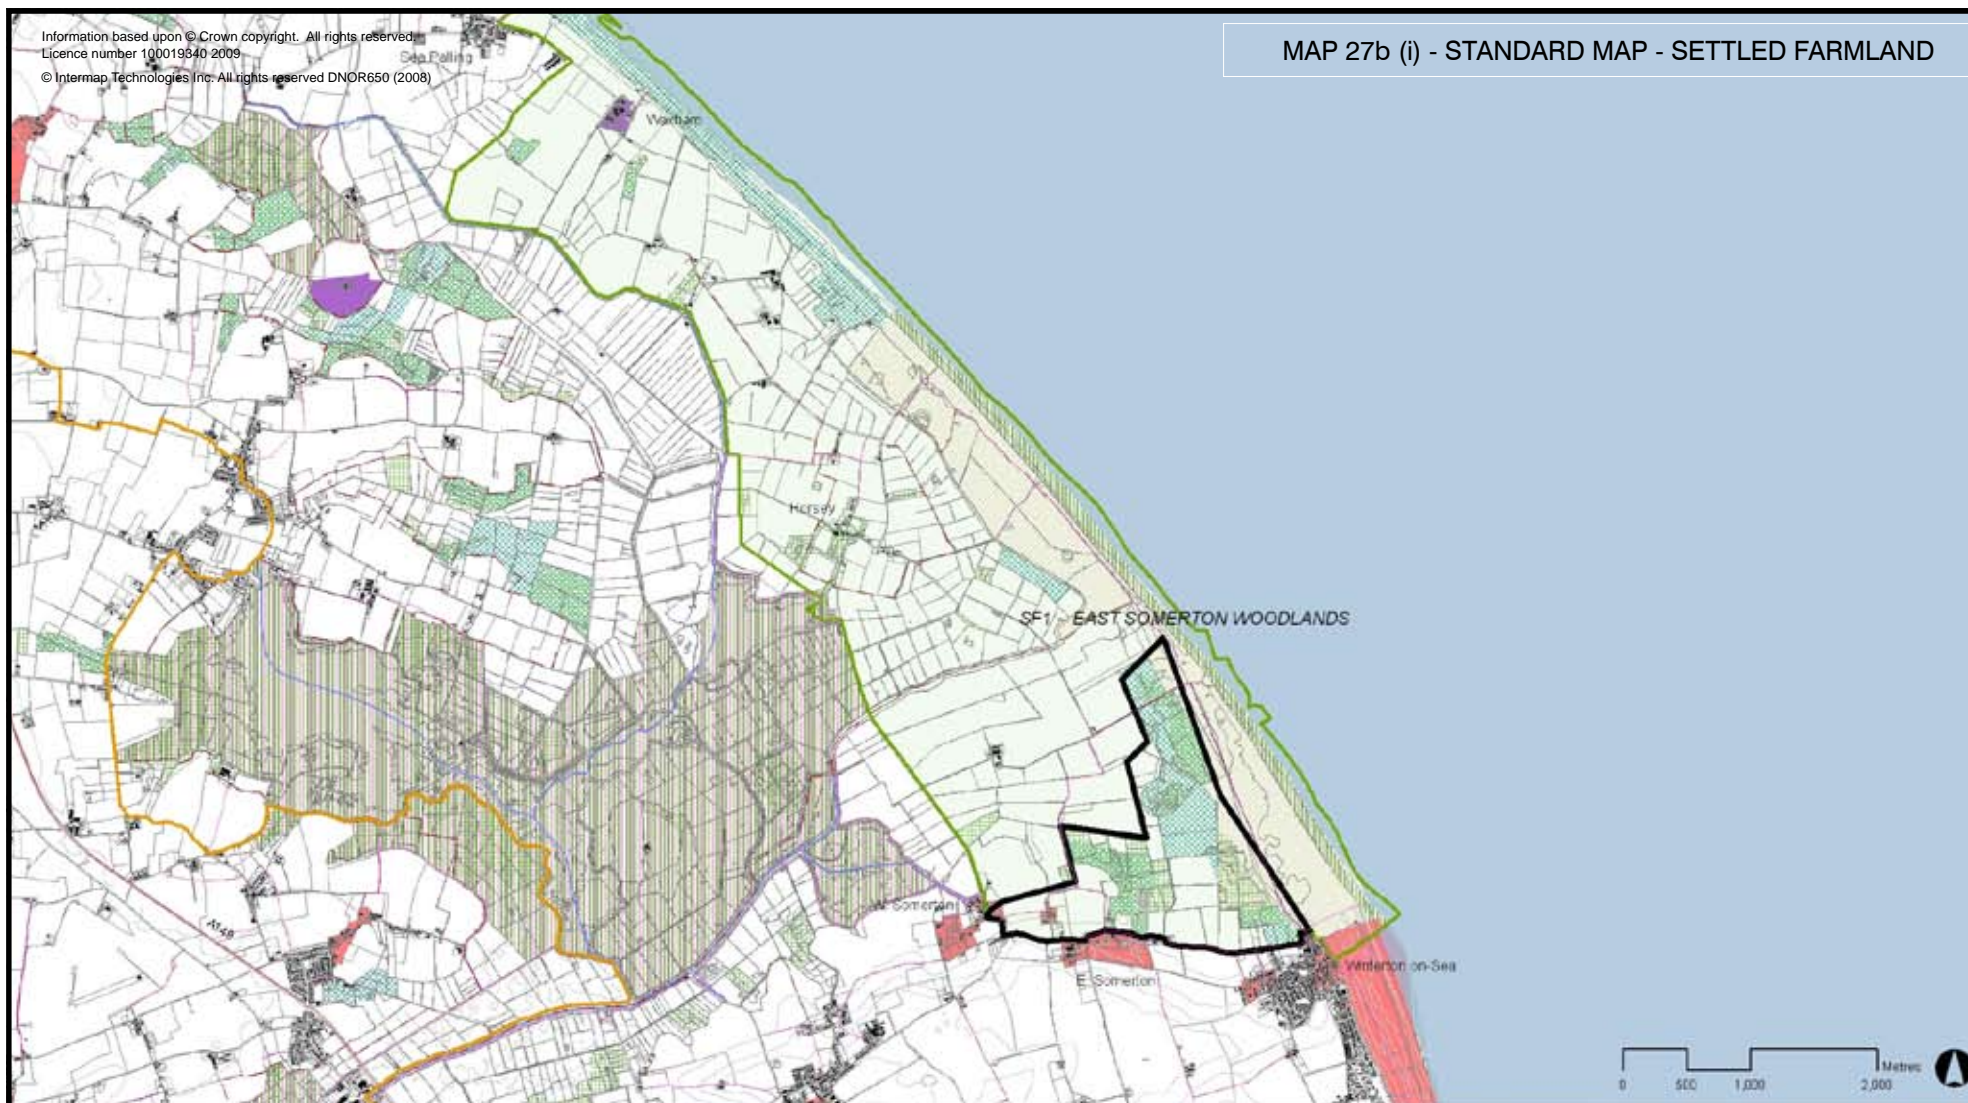 Information based upon © Crown copyright.  All rights reserved.
Licence number 100019340 2009
© Intermap Technologies Inc. All rights reserved DNOR650 (2008)
MAP 27b (i) - STANDARD MAP - SETTLED FARMLAND
Sea Palling
Waxham
Horsey
SF1 - EAST SOMERTON WOODLANDS
A149
W. Somerton
E. Somerton
Winterton on-Sea
Metres
0 500 1,000 2,000